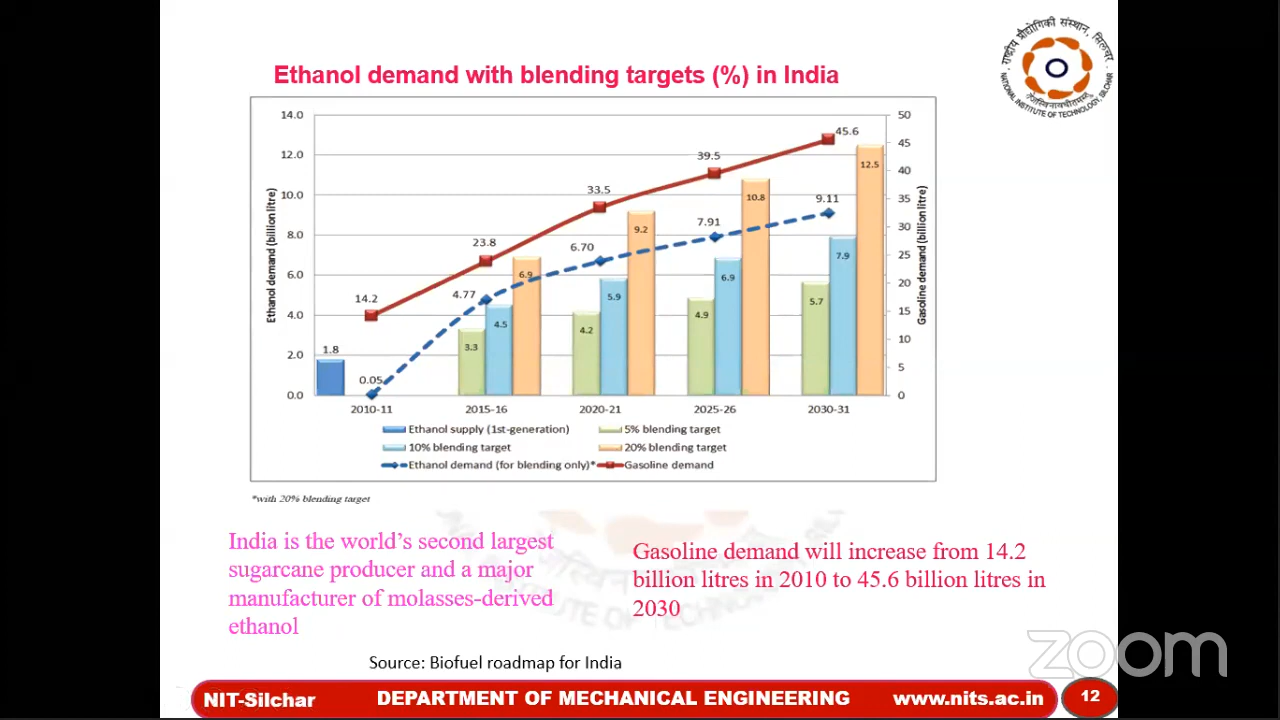 Ethanol demand with blending targets (%) in India
राष्ट्रीय प्रौद्योगिकी संस्थान, सिलचर
NATIONAL INSTITUTE OF TECHNOLOGY, SILCHAR
14.0
12.0
10.0
8.0
6.0
4.0
2.0
0.0
Ethanol demand (billion litre)
50
45
40
35
30
25
20
15
10
5
0
Gasoline demand (billion litre)
14.2
23.8
33.5
39.5
45.6
0.05
4.77
6.70
7.91
9.11
1.8
3.3
4.5
6.9
4.2
5.9
9.2
4.9
6.9
10.8
5.7
7.9
12.5
2010-11 2015-16 2020-21 2025-26 2030-31
Ethanol supply (1st-generation) 5% blending target
10% blending target 20% blending target
Ethanol demand (for blending only)* Gasoline demand
*with 20% blending target
India is the world's second largest
sugarcane producer and a major
manufacturer of molasses-derived
ethanol
Gasoline demand will increase from 14.2
billion litres in 2010 to 45.6 billion litres in
2030
Source: Biofuel roadmap for India
zoom
NIT-Silchar DEPARTMENT OF MECHANICAL ENGINEERING www.nits.ac.in 12